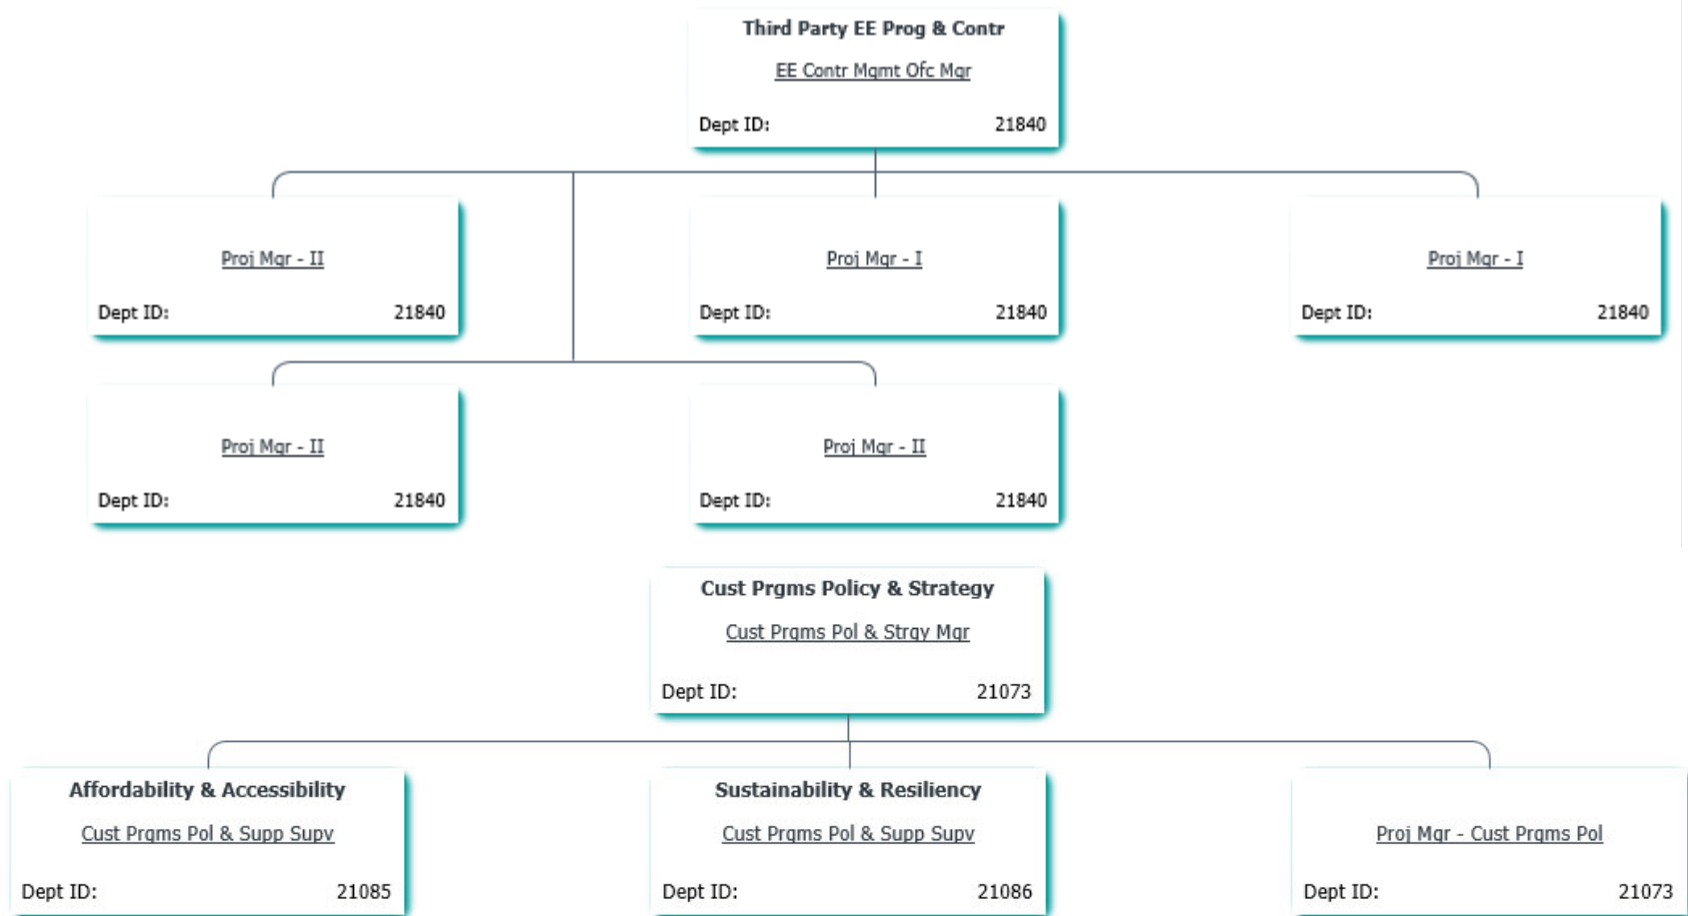 Third Party EE Prog & Contr
EE Contr Mgmt Ofc Mgr
Dept ID: 21840
Proj Mgr - II
Dept ID: 21840
Proj Mgr - I
Dept ID: 21840
Proj Mgr - I
Dept ID: 21840
Proj Mgr - II
Dept ID: 21840
Proj Mgr - II
Dept ID: 21840
Cust Prgms Policy & Strategy
Cust Prgms Pol & Strgy Mgr
Dept ID: 21073
Affordability & Accessibility
Cust Prgms Pol & Supp Supv
Dept ID: 21085
Sustainability & Resiliency
Cust Prgms Pol & Supp Supv
Dept ID: 21086
Proj Mgr - Cust Prgms Pol
Dept ID: 21073